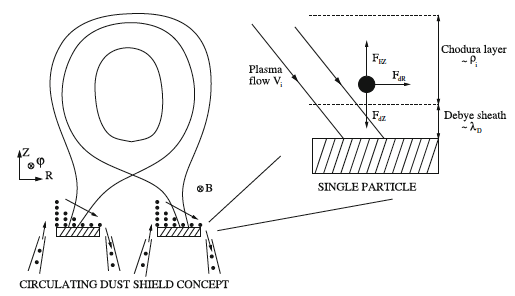 Chodura layer
~ρi
FEZ
FdR
Plasma
flow Vi
FdZ
Debye sheath
~λD
SINGLE PARTICLE
Z
φ
R
B
CIRCULATING DUST SHIELD CONCEPT